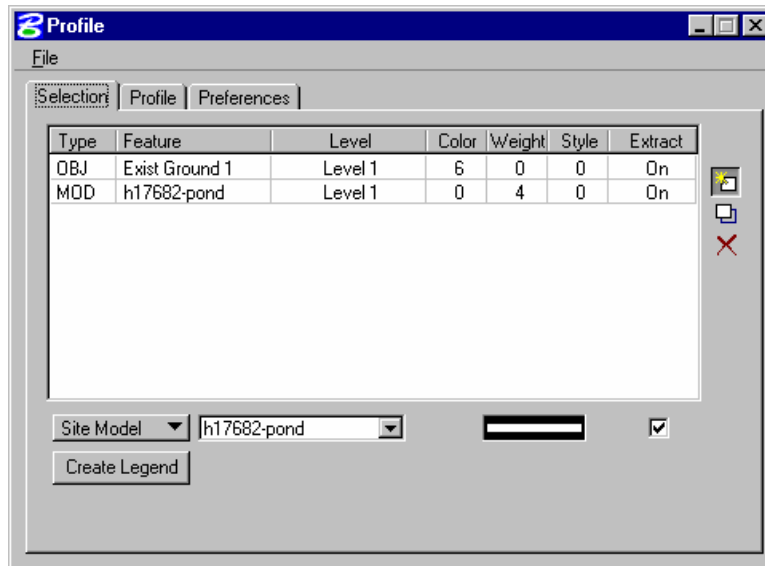 Profile
File
Selection Profile Preferences
Type Feature Level Color Weight Style Extract
OBJ Exist Ground 1 Level 1 6 0 0 On
MOD h17682-pond Level 1 0 4 0 On
Site Model h17682-pond
Create Legend